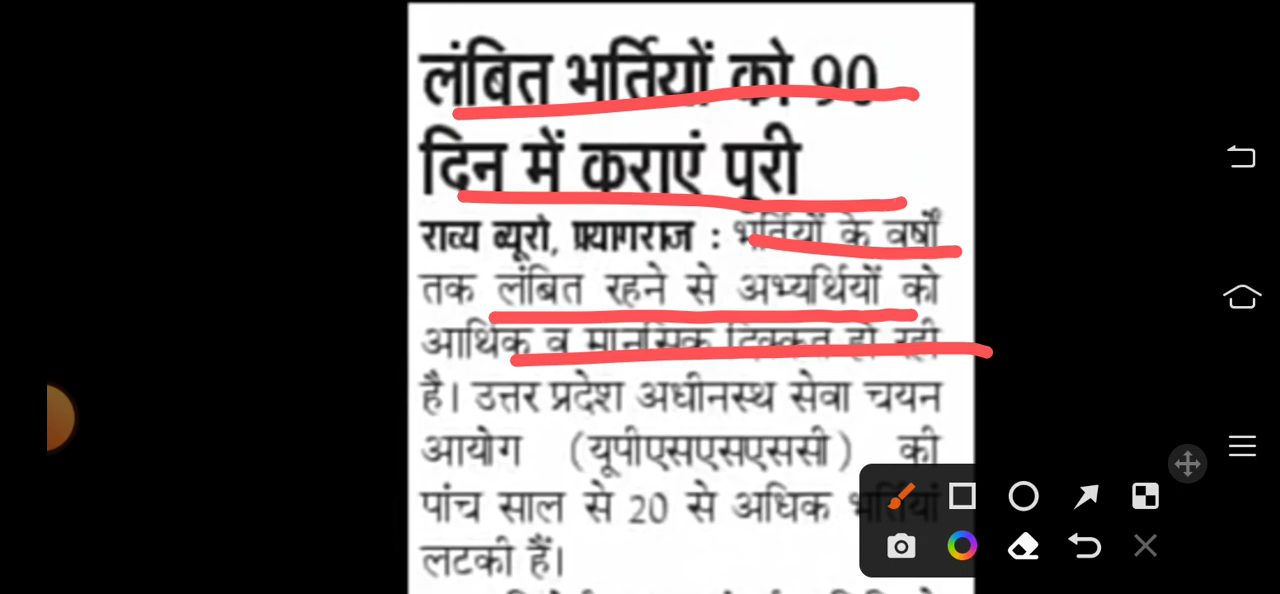 लंबित भर्तियों को 90
दिन में कराएं पूरी
राज्य ब्यूरो, प्रयागराज : भर्तियों के वर्षों
तक लंबित रहने से अभ्यर्थियों को
आर्थिक व मानसिक दिक्कत हो रही
है। उत्तर प्रदेश अधीनस्थ सेवा चयन
आयोग (यूपीएसएसएससी) की
पांच साल से 20 से अधिक भर्तियां
लटकी हैं।